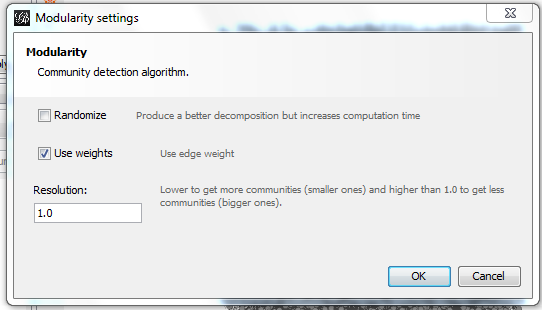 Modularity settings
Modularity
Community detection algorithm.
Randomize Produce a better decomposition but increases computation time
Use weights Use edge weight
Resolution: Lower to get more communities (smaller ones) and higher than 1.0 to get less
communities (bigger ones).
1.0
OK Cancel